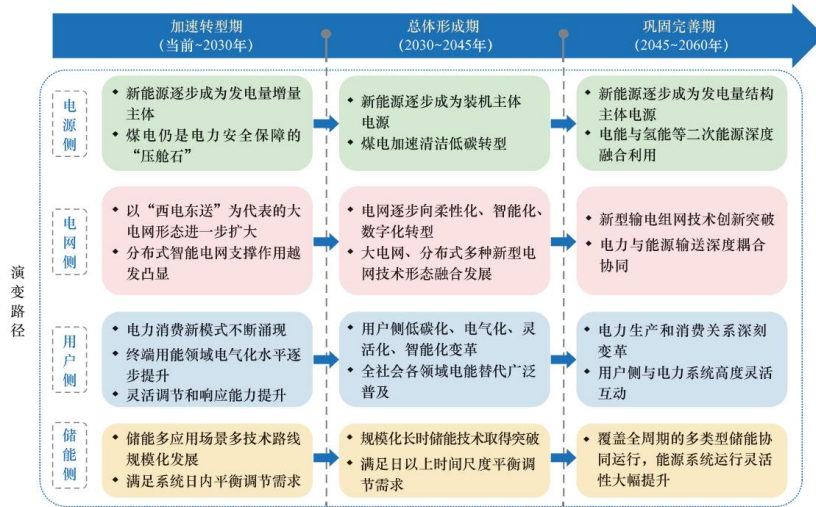 加速转型期
(当前~2030年)
总体形成期
(2030~2045年)
巩固完善期
(2045~2060年)
演变路径
电源侧
◆ 新能源逐步成为发电量增量
主体
◆ 煤电仍是电力安全保障的
“压舱石”
◆ 新能源逐步成为装机主体
电源
◆ 煤电加速清洁低碳转型
◆ 新能源逐步成为发电量结构
主体电源
◆ 电能与氢能等二次能源深度
融合利用
电网侧
◆ 以“西电东送”为代表的大
电网形态进一步扩大
◆ 分布式智能电网支撑作用越
发凸显
◆ 电网逐步向柔性化、智能化、
数字化转型
◆ 大电网、分布式多种新型电
网技术形态融合发展
◆ 新型输电组网技术创新突破
◆ 电力与能源输送深度耦合
协同
用户侧
◆ 电力消费新模式不断涌现
◆ 终端用能领域电气化水平逐
步提升
◆ 灵活调节和响应能力提升
◆ 用户侧低碳化、电气化、灵
活化、智能化变革
◆ 全社会各领域电能替代广泛
普及
◆ 电力生产和消费关系深刻
变革
◆ 用户侧与电力系统高度灵活
互动
储能侧
◆ 储能多应用场景多技术路线
规模化发展
◆ 满足系统日内平衡调节需求
◆ 规模化长时储能技术取得突破
◆ 满足日以上时间尺度平衡调
节需求
◆ 覆盖全周期的多类型储能协
同运行，能源系统运行灵活
性大幅提升